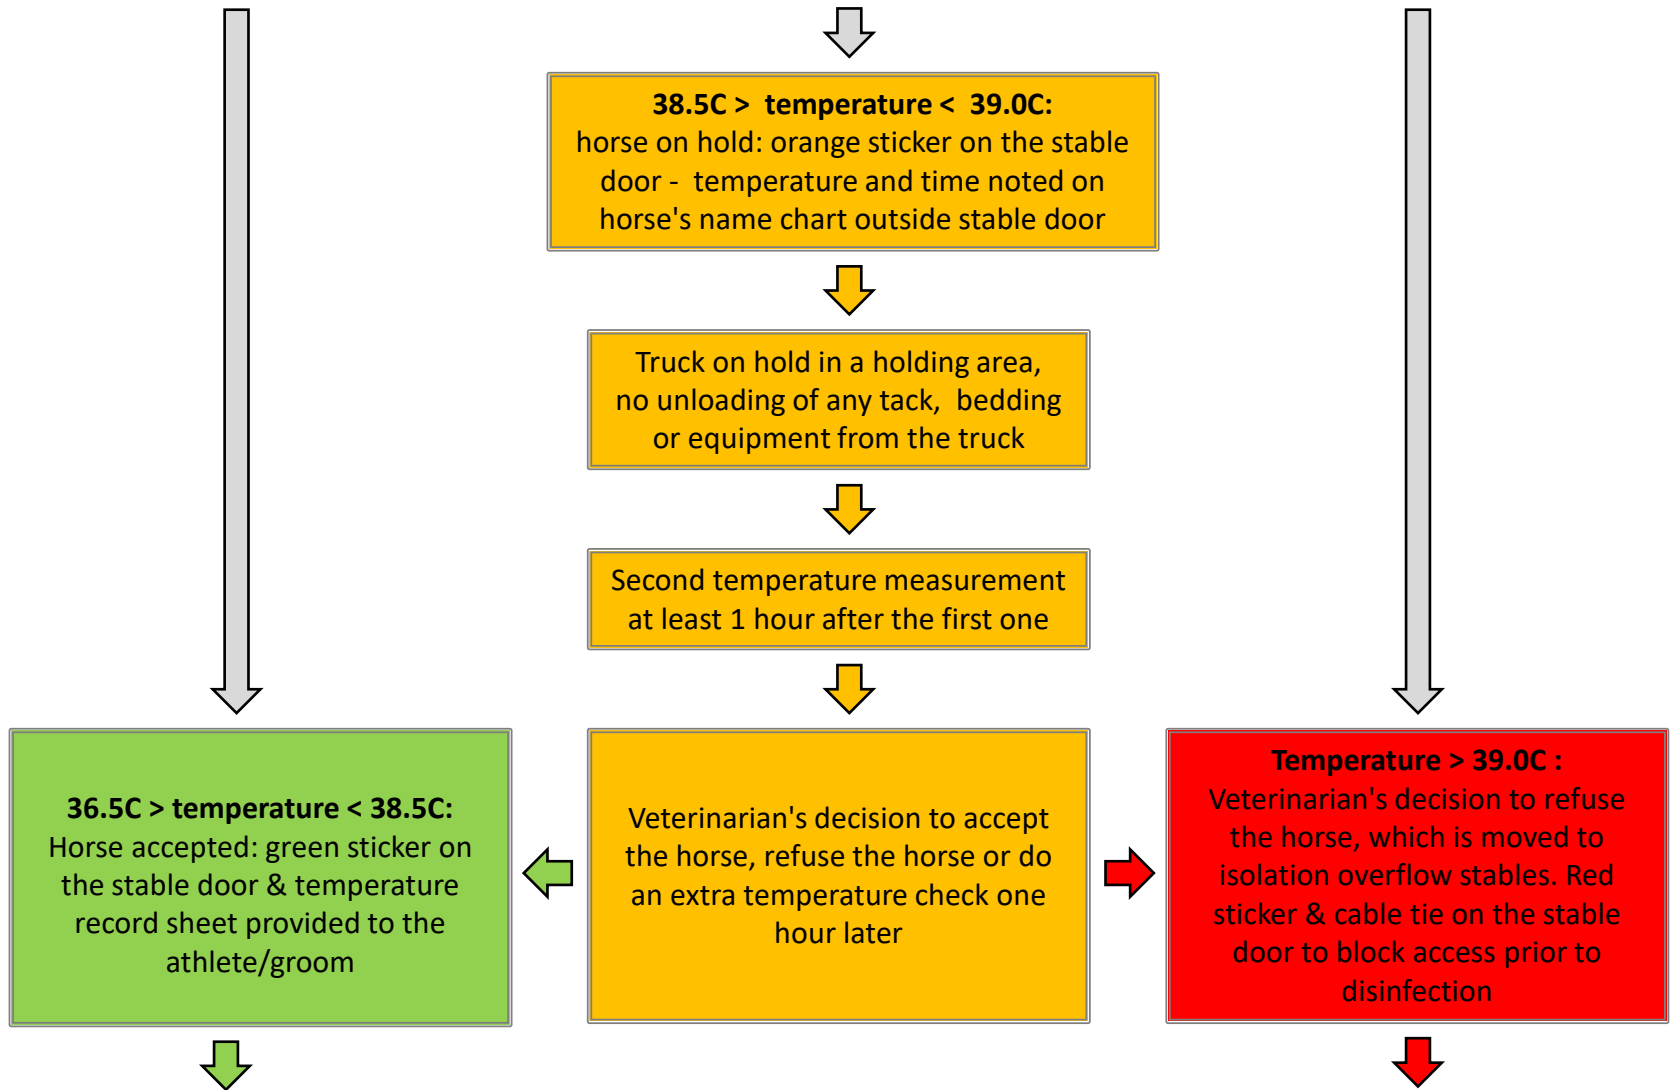 38.5C >  temperature <  39.0C:
horse on hold: orange sticker on the stable
door -  temperature and time noted on
horse's name chart outside stable door
Truck on hold in a holding area,
no unloading of any tack,  bedding
or equipment from the truck
Second temperature measurement
at least 1 hour after the first one
36.5C > temperature < 38.5C:
Horse accepted: green sticker on
the stable door & temperature
record sheet provided to the
athlete/groom
Veterinarian's decision to accept
the horse, refuse the horse or do
an extra temperature check one
hour later
Temperature > 39.0C :
Veterinarian's decision to refuse
the horse, which is moved to
isolation overflow stables. Red
sticker & cable tie on the stable
door to block access prior to
disinfection